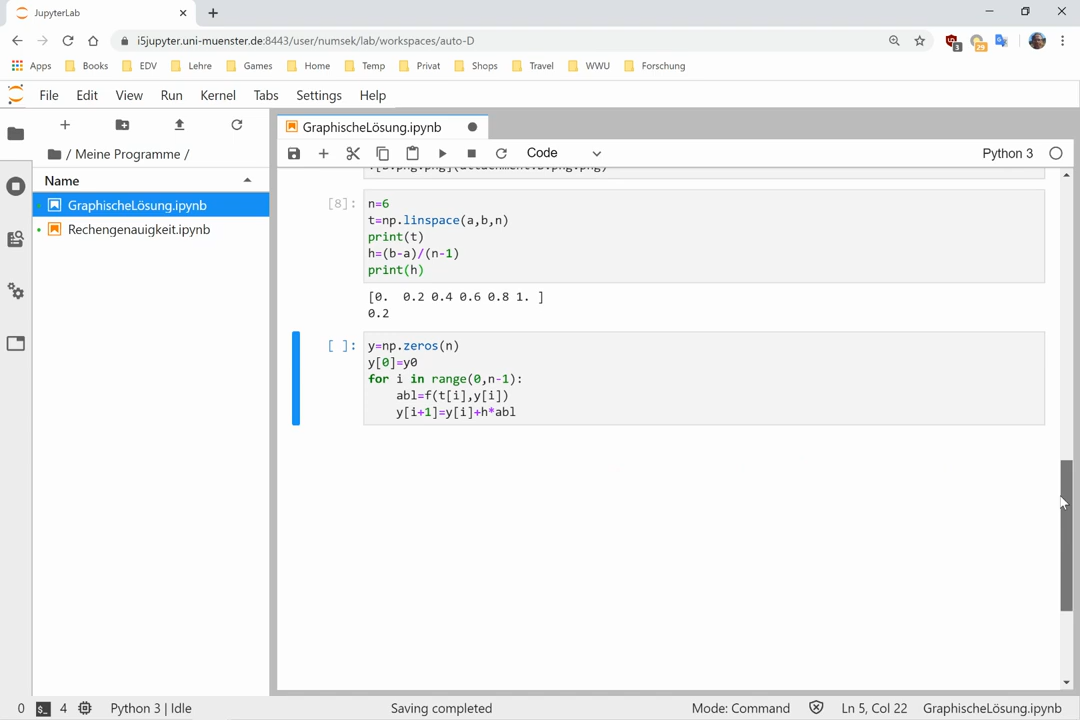 JupyterLab
i5jupyter.uni-muenster.de:8443/user/numsek/lab/workspaces/auto-D
3
29
Apps Books EDV Lehre Games Home Temp Privat Shops Travel WWU Forschung
File Edit View Run Kernel Tabs Settings Help
GraphischeLösung.ipynb
/ Meine Programme /
Code
Python 3
Name
GraphischeLösung.ipynb
Rechengenauigkeit.ipynb
[8]:
n=6
t=np.linspace(a,b,n)
print(t)
h=(b-a)/(n-1)
print(h)
[0. 0.2 0.4 0.6 0.8 1. ]
0.2
[ ]:
y=np.zeros(n)
y[0]=y0
for i in range(0,n-1):
abl=f(t[i],y[i])
y[i+1]=y[i]+h*abl
0 $_ 4 Python 3 | Idle Saving completed Mode: Command Ln 5, Col 22 GraphischeLösung.ipynb